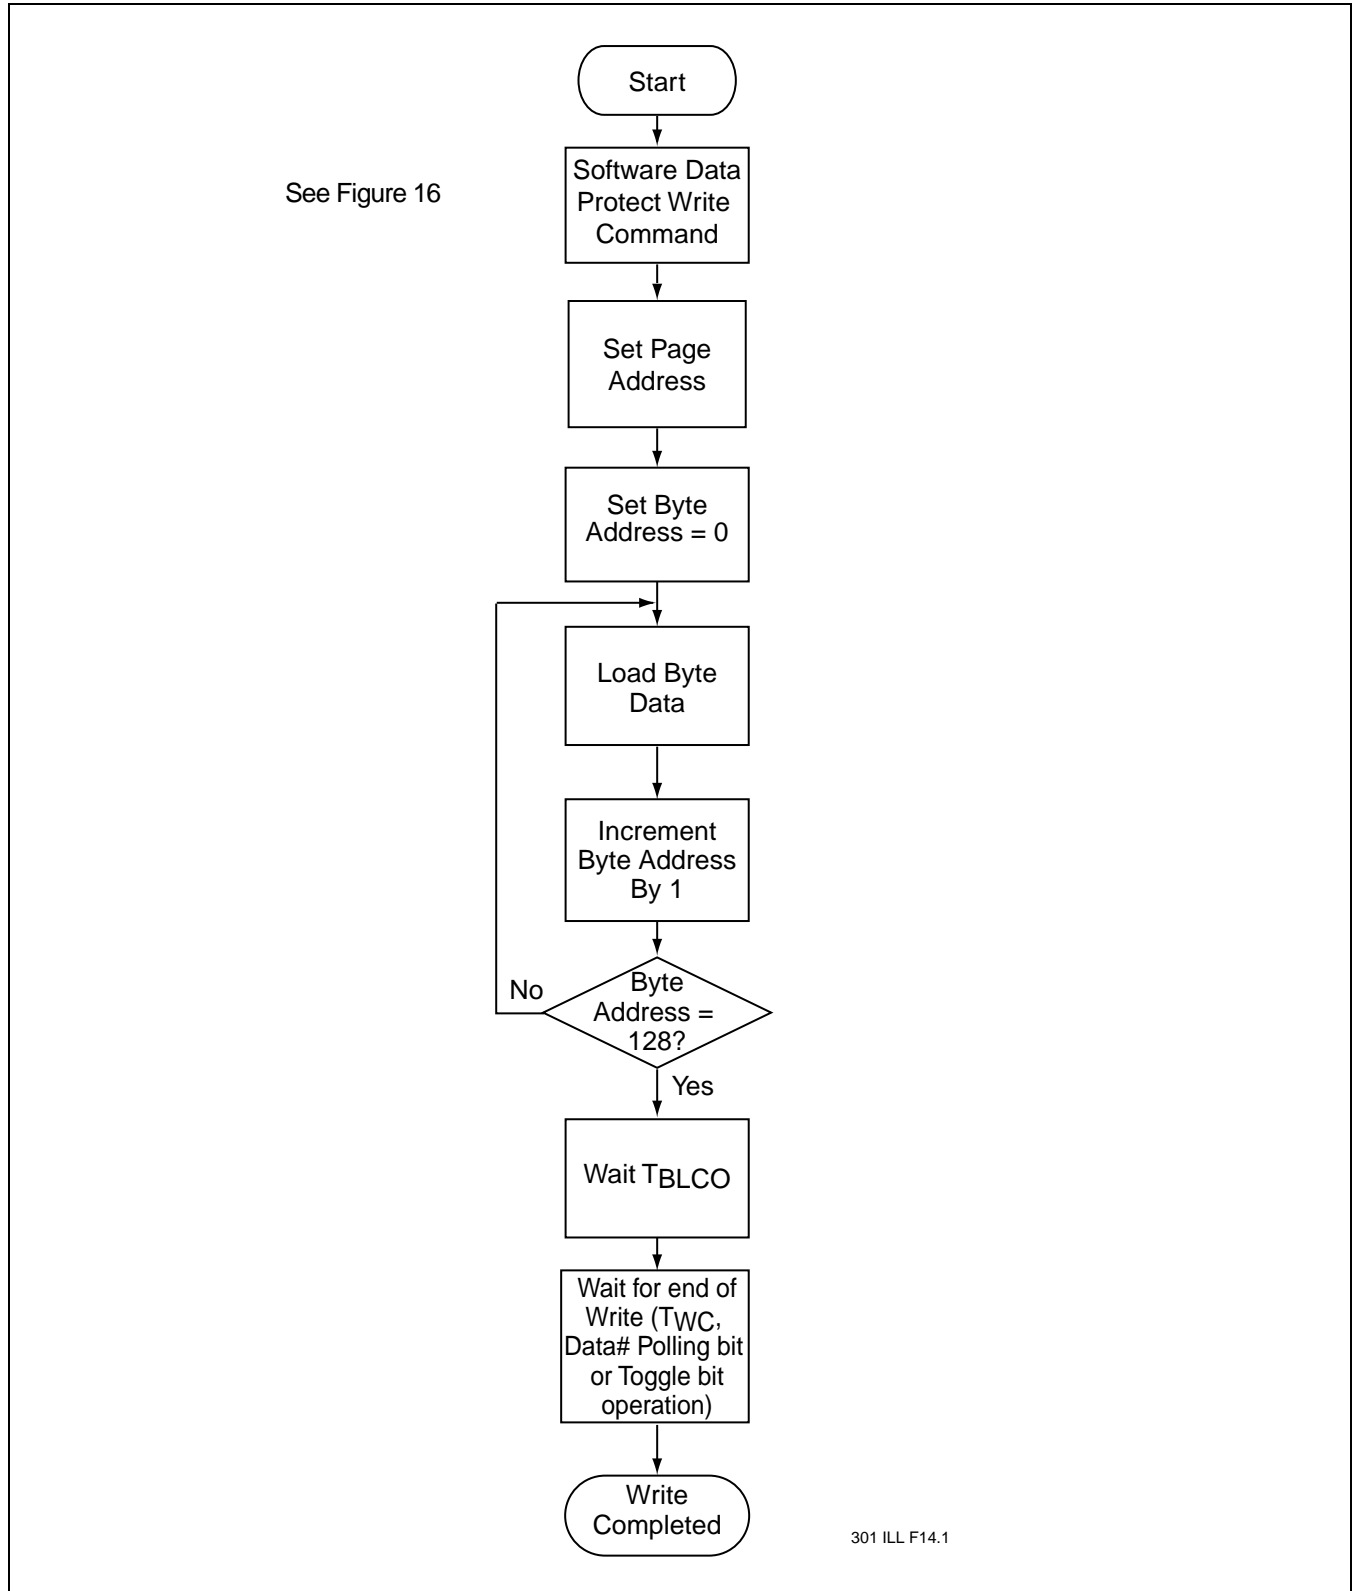 Start
See Figure 16
Software Data
Protect Write
Command
Set Page
Address
Set Byte
Address = 0
Load Byte
Data
Increment
Byte Address
By 1
Byte
Address =
128?
No
Yes
Wait TBLCO
Wait for end of
Write (TWC,
Data# Polling bit
or Toggle bit
operation)
Write
Completed
301 ILL F14.1